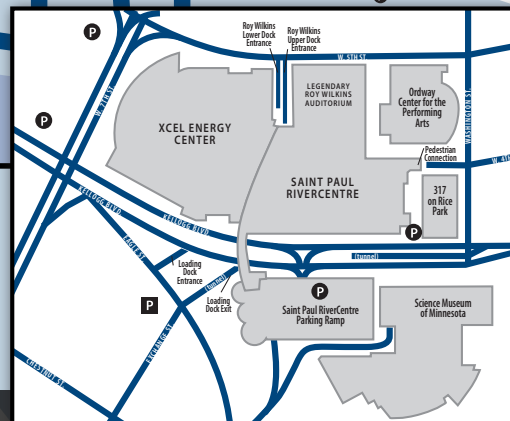 P
Roy Wilkins
Lower Dock
Entrance
Roy Wilkins
Upper Dock
Entrance
W. 5TH ST.
W. 7TH ST.
P
LEGENDARY
ROY WILKINS
AUDITORIUM
Ordway
Center for the
Performing
Arts
WASHINGTON ST.
XCEL ENERGY
CENTER
Pedestrian
Connection
W. 4TH
SAINT PAUL
RIVERCENTRE
317
on Rice
Park
KELLOGG BLVD.
KELLOGG BLVD.
P
EAGLE ST.
(tunnel)
Loading
Dock
Entrance
(tunnel)
Loading
Dock Exit
P
P
Saint Paul RiverCentre
Parking Ramp
Science Museum
of Minnesota
EXCHANGE ST.
CHESTNUT ST.